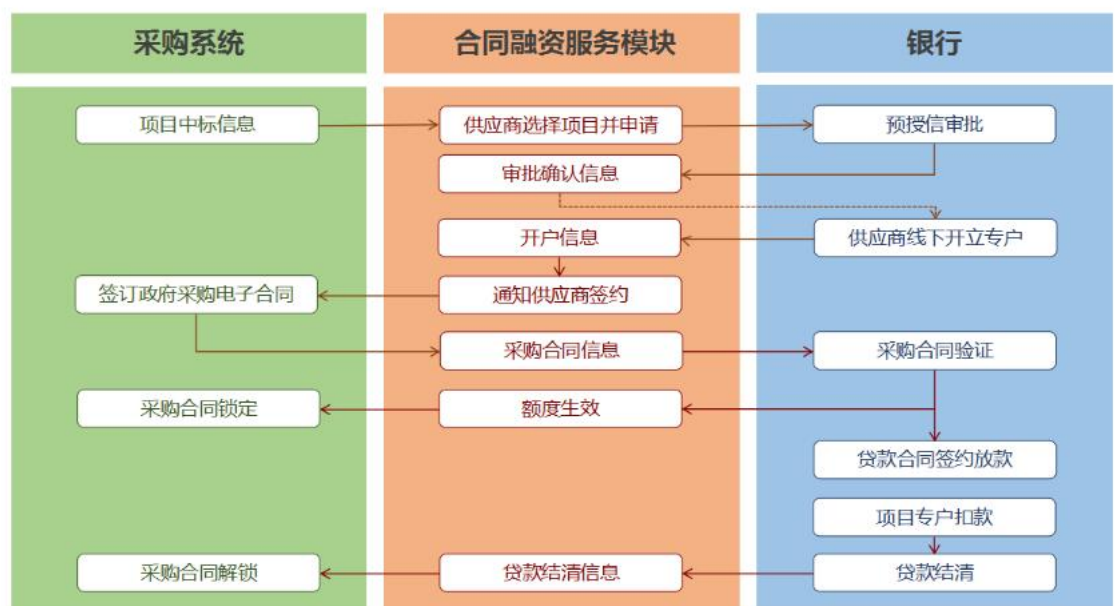 采购系统
合同融资服务模块
银行
项目中标信息
供应商选择项目并申请
预授信审批
审批确认信息
开户信息
供应商线下开立专户
签订政府采购电子合同
通知供应商签约
采购合同信息
采购合同验证
采购合同锁定
额度生效
贷款合同签约放款
项目专户扣款
采购合同解锁
贷款结清信息
贷款结清